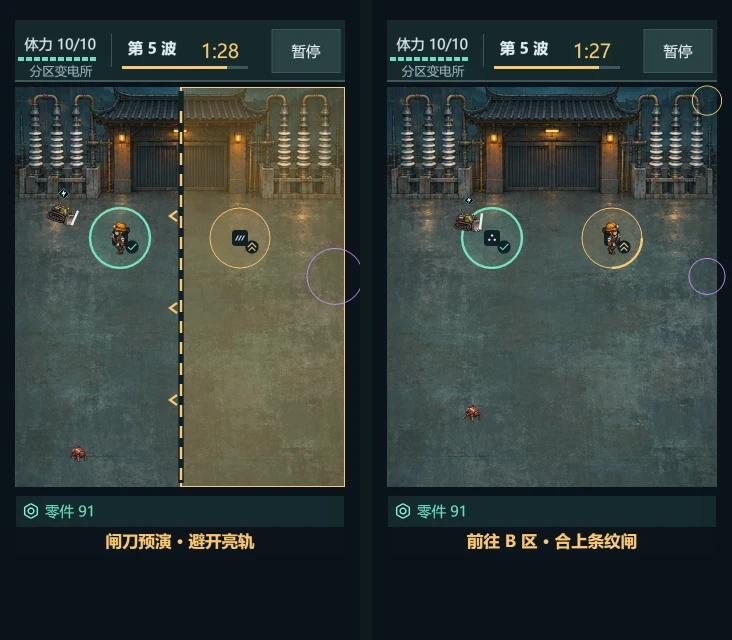 体力 10/10
分区变电所
第 5 波
1:28
暂停
零件 91
闸刀预演·避开亮轨
体力 10/10
分区变电所
第 5 波
1:27
暂停
零件 91
前往 B 区·合上条纹闸